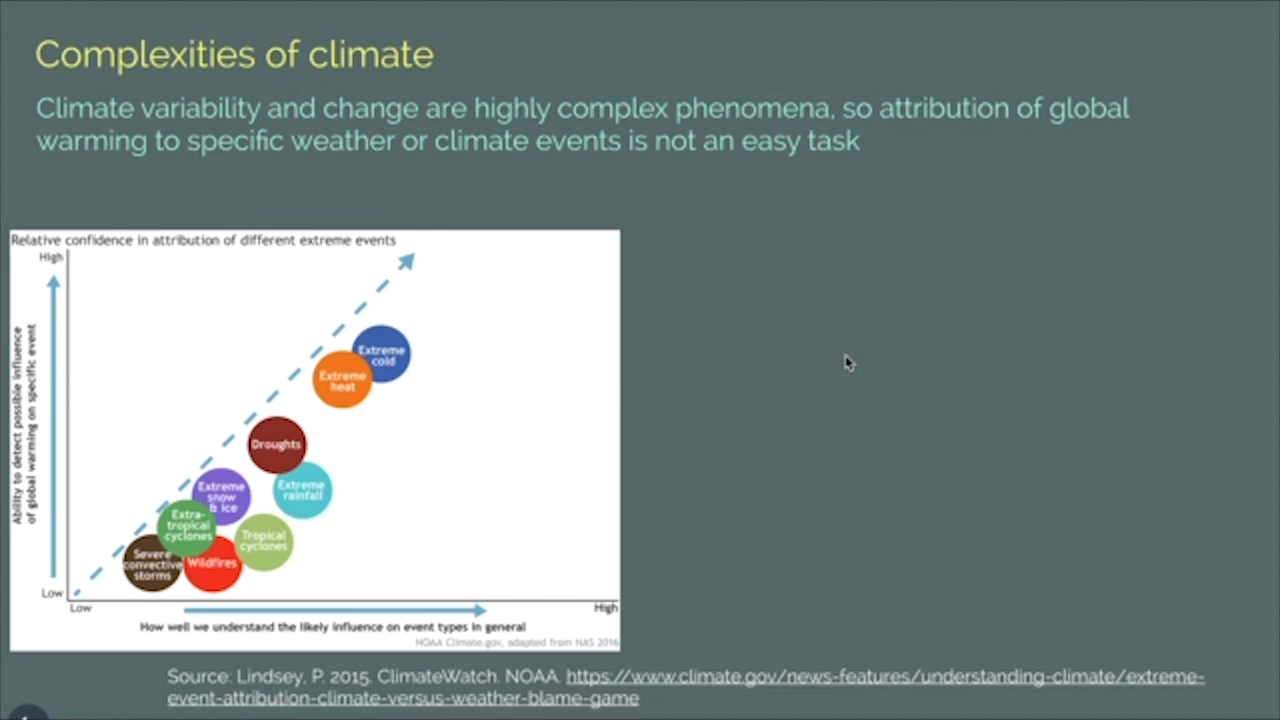 Complexities of climate
Climate variability and change are highly complex phenomena, so attribution of global
warming to specific weather or climate events is not an easy task
Relative confidence in attribution of different extreme events
High
Ability to detect possible influence
of global warming on specific event
Extreme
cold
Extreme
heat
Droughts
Extreme
snow
& ice
Extreme
rainfall
Extra-
tropical
cyclones
Tropical
cyclones
Severe
convective
storms
Wildfires
Low
Low
High
How well we understand the likely influence on event types in general
NOAA Climate.gov, adapted from NAS 2016
Source: Lindsey, P. 2015. ClimateWatch. NOAA. https://www.climate.gov/news-features/understanding-climate/extreme-
event-attribution-climate-versus-weather-blame-game